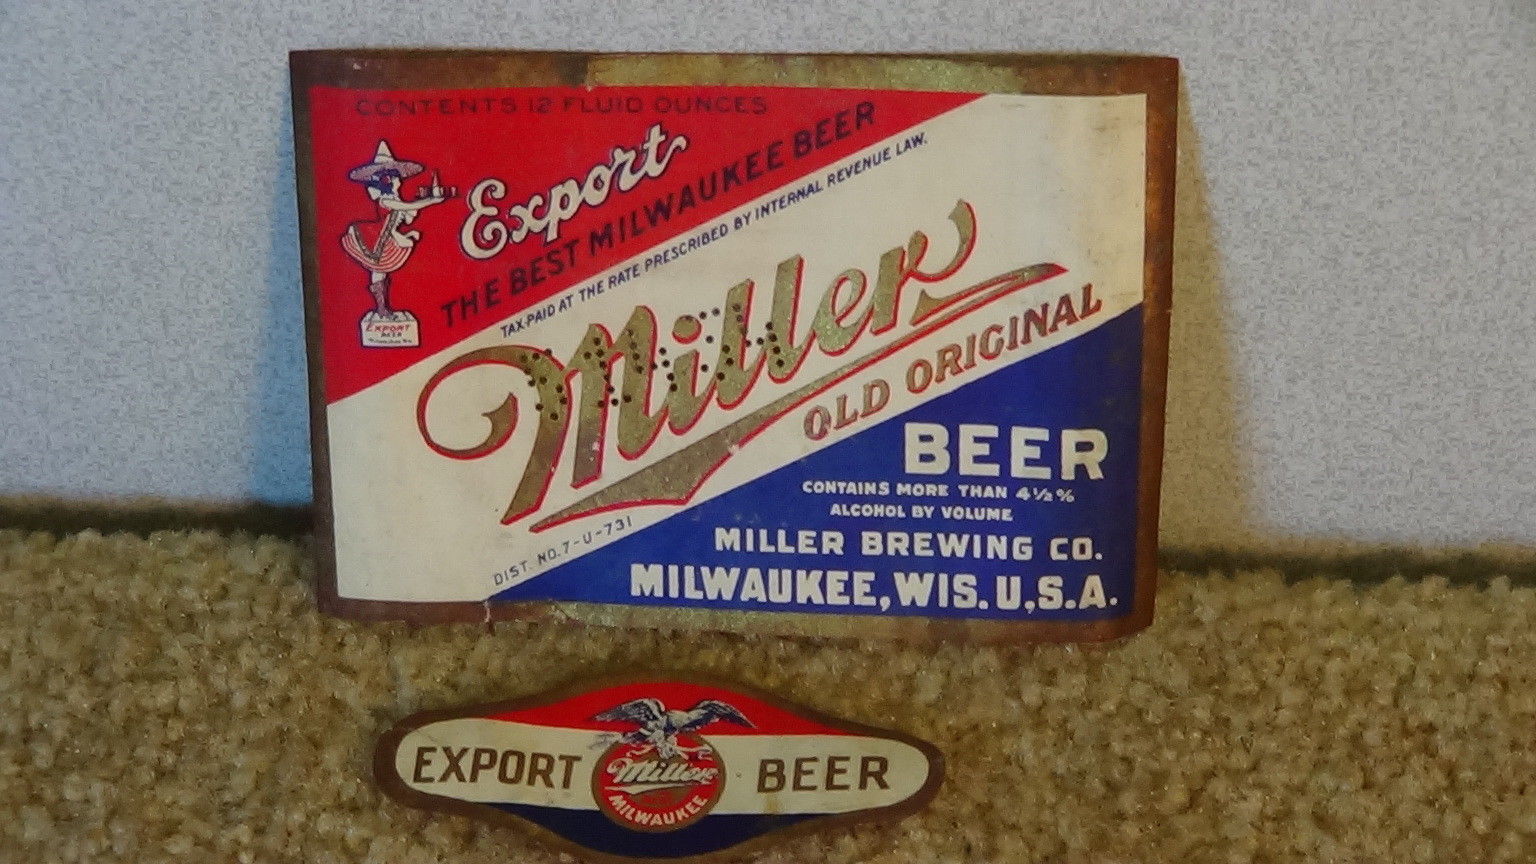 CONTENTS 12 FLUID OUNCES
Export
THE BEST MILWAUKEE BEER
TAX PAID AT THE RATE PRESCRIBED BY INTERNAL REVENUE LAW.
EXPORT
BEER
Miller
OLD ORIGINAL
BEER
CONTAINS MORE THAN 4½%
ALCOHOL BY VOLUME
DIST. NO. 7-U-731
MILLER BREWING CO.
MILWAUKEE, WIS. U.S.A.
EXPORT Miller BEER
MILWAUKEE